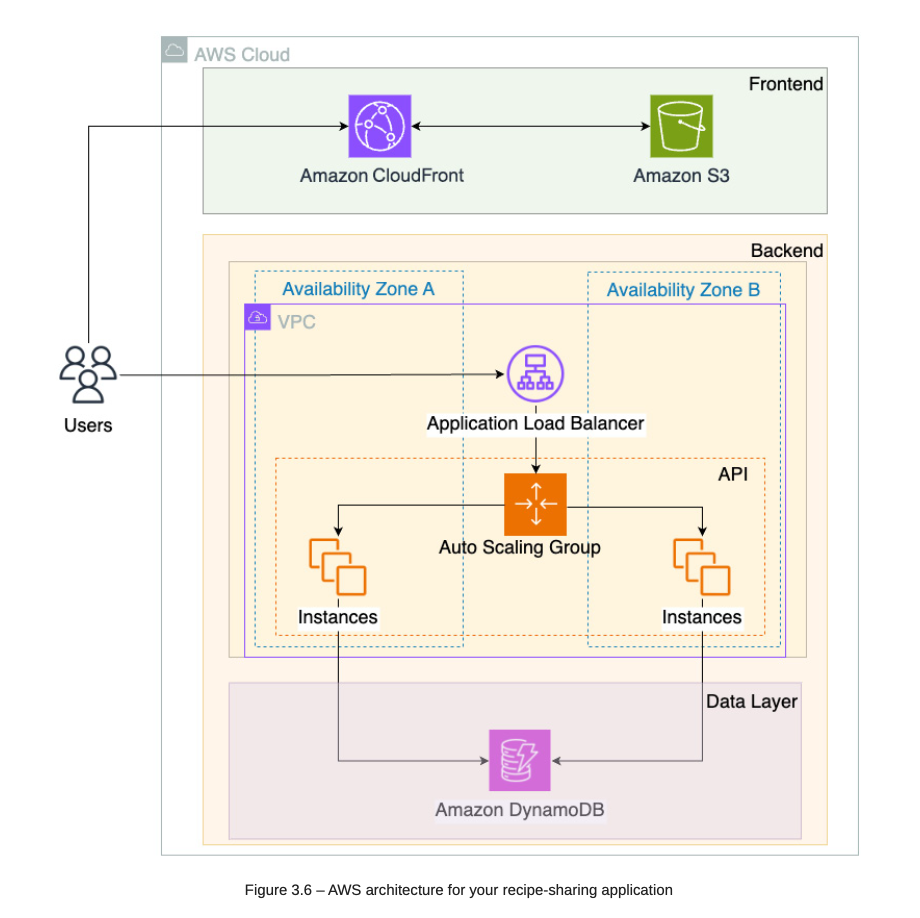 AWS Cloud
Frontend
Amazon CloudFront
Amazon S3
Backend
Availability Zone A
Availability Zone B
VPC
Users
Application Load Balancer
API
Auto Scaling Group
Instances
Instances
Data Layer
Amazon DynamoDB
Figure 3.6 – AWS architecture for your recipe-sharing application